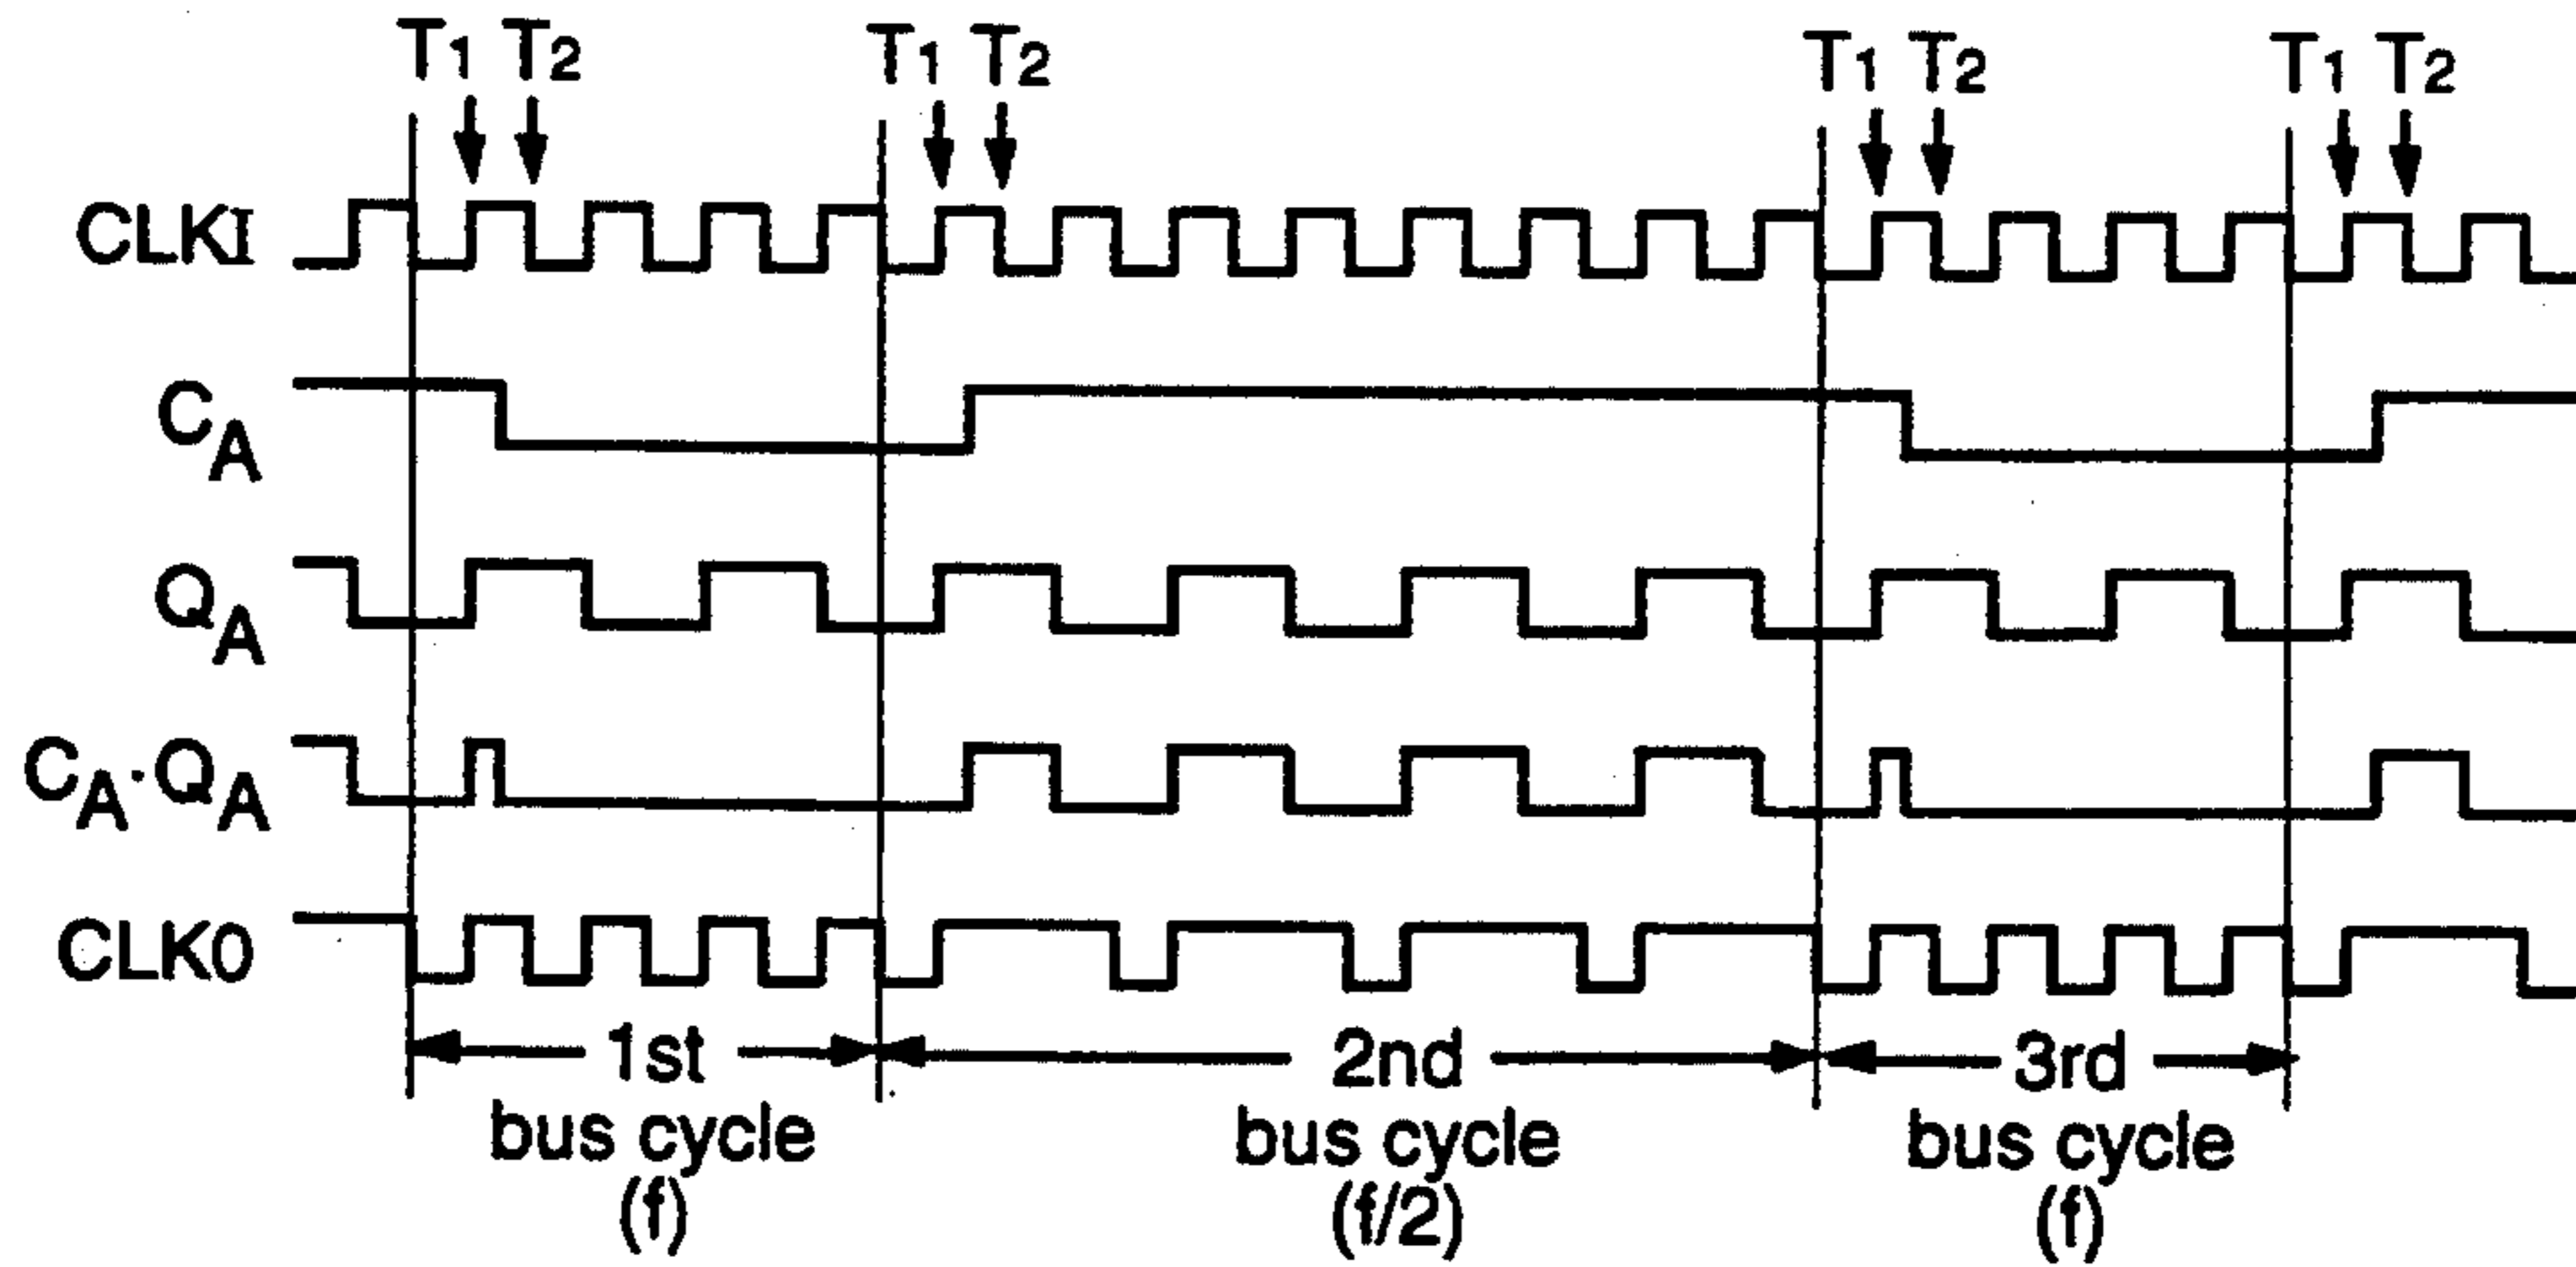 T1 T2 T1 T2 T1 T2 T1 T2
CLKI
CA
QA
CA·QA
CLK0
1st 2nd 3rd
bus cycle bus cycle bus cycle
(f) (f/2) (f)